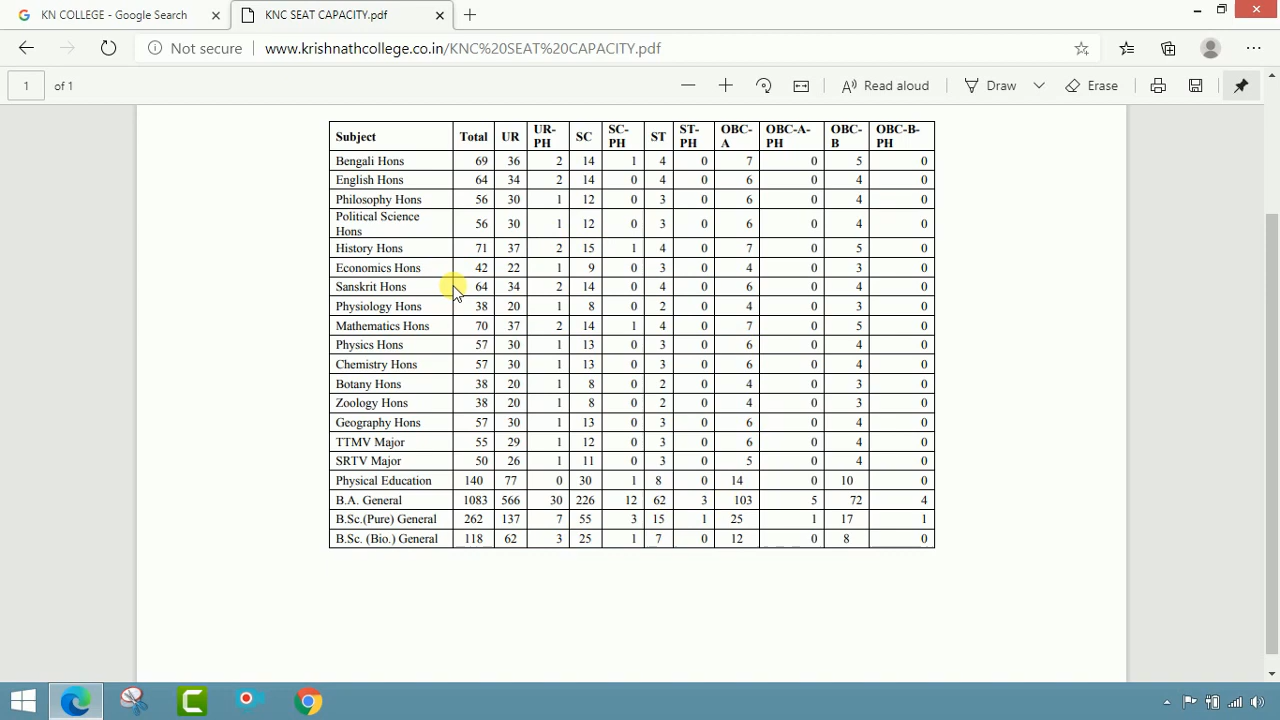 KN COLLEGE - Google Search
KNC SEAT CAPACITY.pdf
Not secure
www.krishnathcollege.co.in/KNC%20SEAT%20CAPACITY.pdf
1 of 1
Read aloud
Draw
Erase
Subject Total UR UR-PH SC SC-PH ST ST-PH OBC-A OBC-A-PH OBC-B OBC-B-PH
Bengali Hons 69 36 2 14 1 4 0 7 0 5 0
English Hons 64 34 2 14 0 4 0 6 0 4 0
Philosophy Hons 56 30 1 12 0 3 0 6 0 4 0
Political Science
Hons 56 30 1 12 0 3 0 6 0 4 0
History Hons 71 37 2 15 1 4 0 7 0 5 0
Economics Hons 42 22 1 9 0 3 0 4 0 3 0
Sanskrit Hons 64 34 2 14 0 4 0 6 0 4 0
Physiology Hons 38 20 1 8 0 2 0 4 0 3 0
Mathematics Hons 70 37 2 14 1 4 0 7 0 5 0
Physics Hons 57 30 1 13 0 3 0 6 0 4 0
Chemistry Hons 57 30 1 13 0 3 0 6 0 4 0
Botany Hons 38 20 1 8 0 2 0 4 0 3 0
Zoology Hons 38 20 1 8 0 2 0 4 0 3 0
Geography Hons 57 30 1 13 0 3 0 6 0 4 0
TTMV Major 55 29 1 12 0 3 0 6 0 4 0
SRTV Major 50 26 1 11 0 3 0 5 0 4 0
Physical Education 140 77 0 30 1 8 0 14 0 10 0
B.A. General 1083 566 30 226 12 62 3 103 5 72 4
B.Sc.(Pure) General 262 137 7 55 3 15 1 25 1 17 1
B.Sc. (Bio.) General 118 62 3 25 1 7 0 12 0 8 0